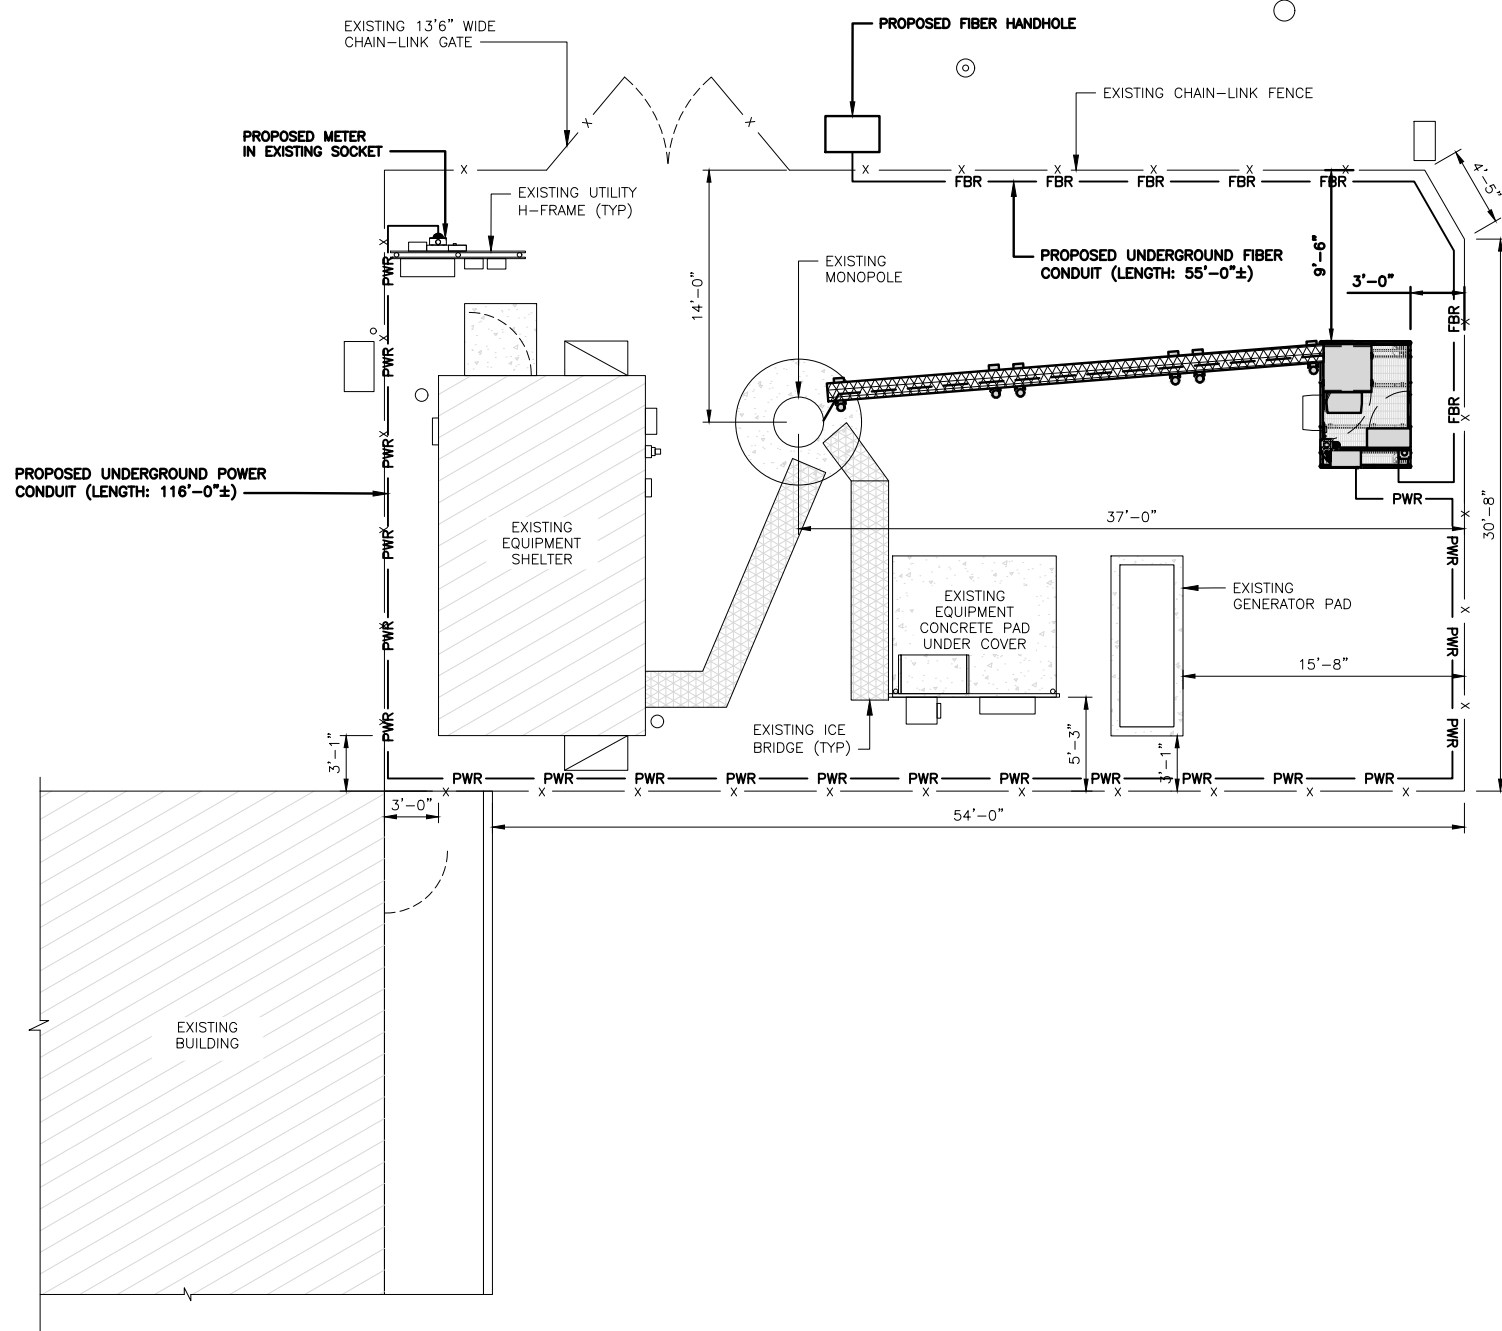 EXISTING 13'6" WIDE
CHAIN-LINK GATE
PROPOSED FIBER HANDHOLE
EXISTING CHAIN-LINK FENCE
PROPOSED METER
IN EXISTING SOCKET
X
X
X
X
X
X
X
X
X
FBR
FBR
FBR
FBR
FBR
4'-5"
EXISTING UTILITY
H-FRAME (TYP)
X
PWR
EXISTING
MONOPOLE
14'-0"
PROPOSED UNDERGROUND FIBER
CONDUIT (LENGTH: 55'-0"±)
9'-6"
3'-0"
FBR
X
X
PWR
FBR
X
X
PWR
PROPOSED UNDERGROUND POWER
CONDUIT (LENGTH: 116'-0"±)
PWR
X
37'-0"
30'-8"
X
PWR
EXISTING
EQUIPMENT
SHELTER
PWR
EXISTING
EQUIPMENT
CONCRETE PAD
UNDER COVER
EXISTING
GENERATOR PAD
X
X
PWR
PWR
15'-8"
X
X
PWR
EXISTING ICE
BRIDGE (TYP)
PWR
3'-1"
5'-3"
3'-1"
PWR
PWR
PWR
PWR
PWR
PWR
PWR
PWR
PWR
PWR
PWR
X
X
X
X
X
X
X
X
X
X
X
3'-0"
54'-0"
EXISTING
BUILDING